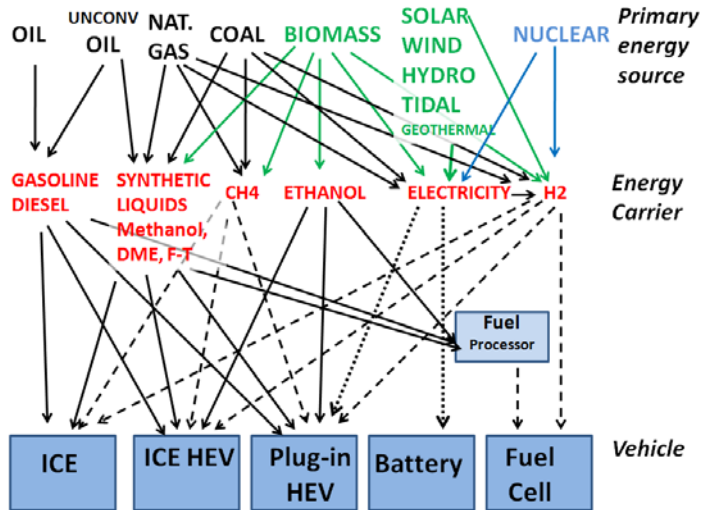 OIL
UNCONV
OIL
NAT.
GAS
COAL
BIOMASS
SOLAR
WIND
HYDRO
TIDAL
GEOTHERMAL
NUCLEAR
Primary
energy
source
GASOLINE
DIESEL
SYNTHETIC
LIQUIDS
Methanol,
DME, F-T
CH4
ETHANOL
ELECTRICITY
H2
Energy
Carrier
Fuel
Processor
ICE
ICE HEV
Plug-in
HEV
Battery
Fuel
Cell
Vehicle